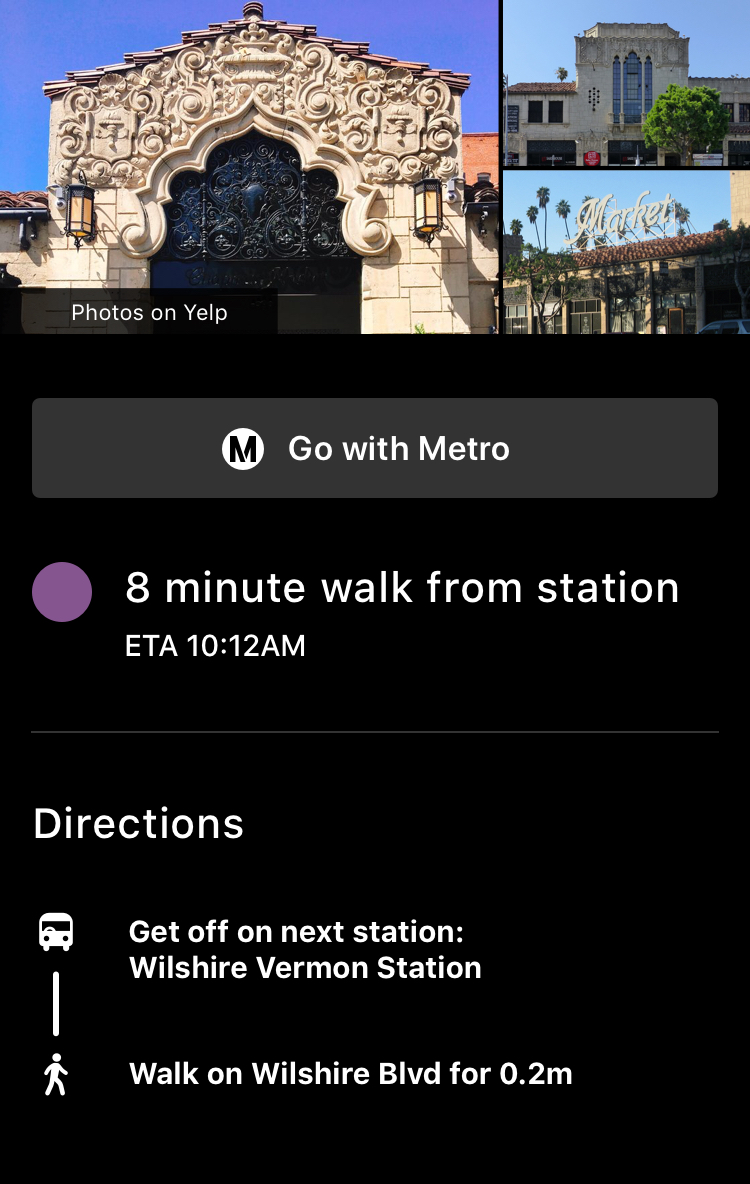 Market
Photos on Yelp
M Go with Metro
8 minute walk from station
ETA 10:12AM
Directions
Get off on next station:
Wilshire Vermon Station
Walk on Wilshire Blvd for 0.2m